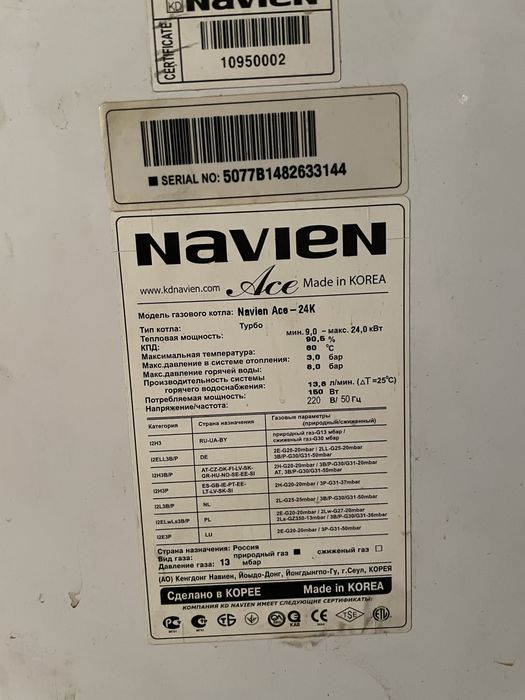 KD NAVIEN
CERTIFICATE
10950002
SERIAL NO: 5077B1482633144
NAVIEN
www.kdnavien.com Ace Made in KOREA
Модель газового котла: Navien Ace-24K
Тип котла: Турбо
Тепловая мощность: мин. 9,0 - макс. 24,0 кВт
КПД: 90,5 %
Максимальная температура: 80 °C
Макс.давление в системе отопления: 3,0 бар
Макс.давление горячей воды: 8,0 бар
Производительность системы
горячего водоснабжения: 13,8 л/мин. (ΔT=25°C)
Потребляемая мощность: 150 Вт
Напряжение/частота: 220 В/ 50 Гц
Категория Страна назначения Газовые параметры (природный/сжиженный)
I2H3 RU-UA-BY природный газ-G13 мбар / сжиженый газ-G30 мбар
I2ELL3B/P DE 2E-G20-20mbar / 2LL-G25-20mbar 3B/P-G30/G31-50mbar
I2H3B/P AT-CZ-DK-FI-LV-SK-GR-HU-NO-SE-EE-SI 2H-G20-20mbar / 3B/P-G30/G31-20mbar AT, 3B/P-G30/G31-50mbar
I2H3P ES-GB-IE-PT-EE-LT-LV-SK-SI 2H-G20-20mbar / 3P-G31-37mbar
I2L3B/P NL 2L-G25-25mbar / 3B/P-G30/G31-50mbar
I2ELwLs3B/P PL 2E-G20-20mbar / 2Lw-G27-20mbar 2Ls-GZ350-13mbar / 3B/P-G30/G31-36mbar
I2E3P LU 2E-G20-20mbar / 3P-G31-50mbar
Страна назначения: Россия
Вид газа: природный газ ■ сжиженый газ □
Давление газа: 13 мбар
(АО) Кенгдонг Навиен, Йоыдо-Донг, Йонгдынгпо-Гу, г.Сеул, КОРЕЯ
Сделано в КОРЕЕ Made in KOREA
КОМПАНИЯ KD NAVIEN ИМЕЕТ СЛЕДУЮЩИЕ СЕРТИФИКАТЫ:
CE TSE